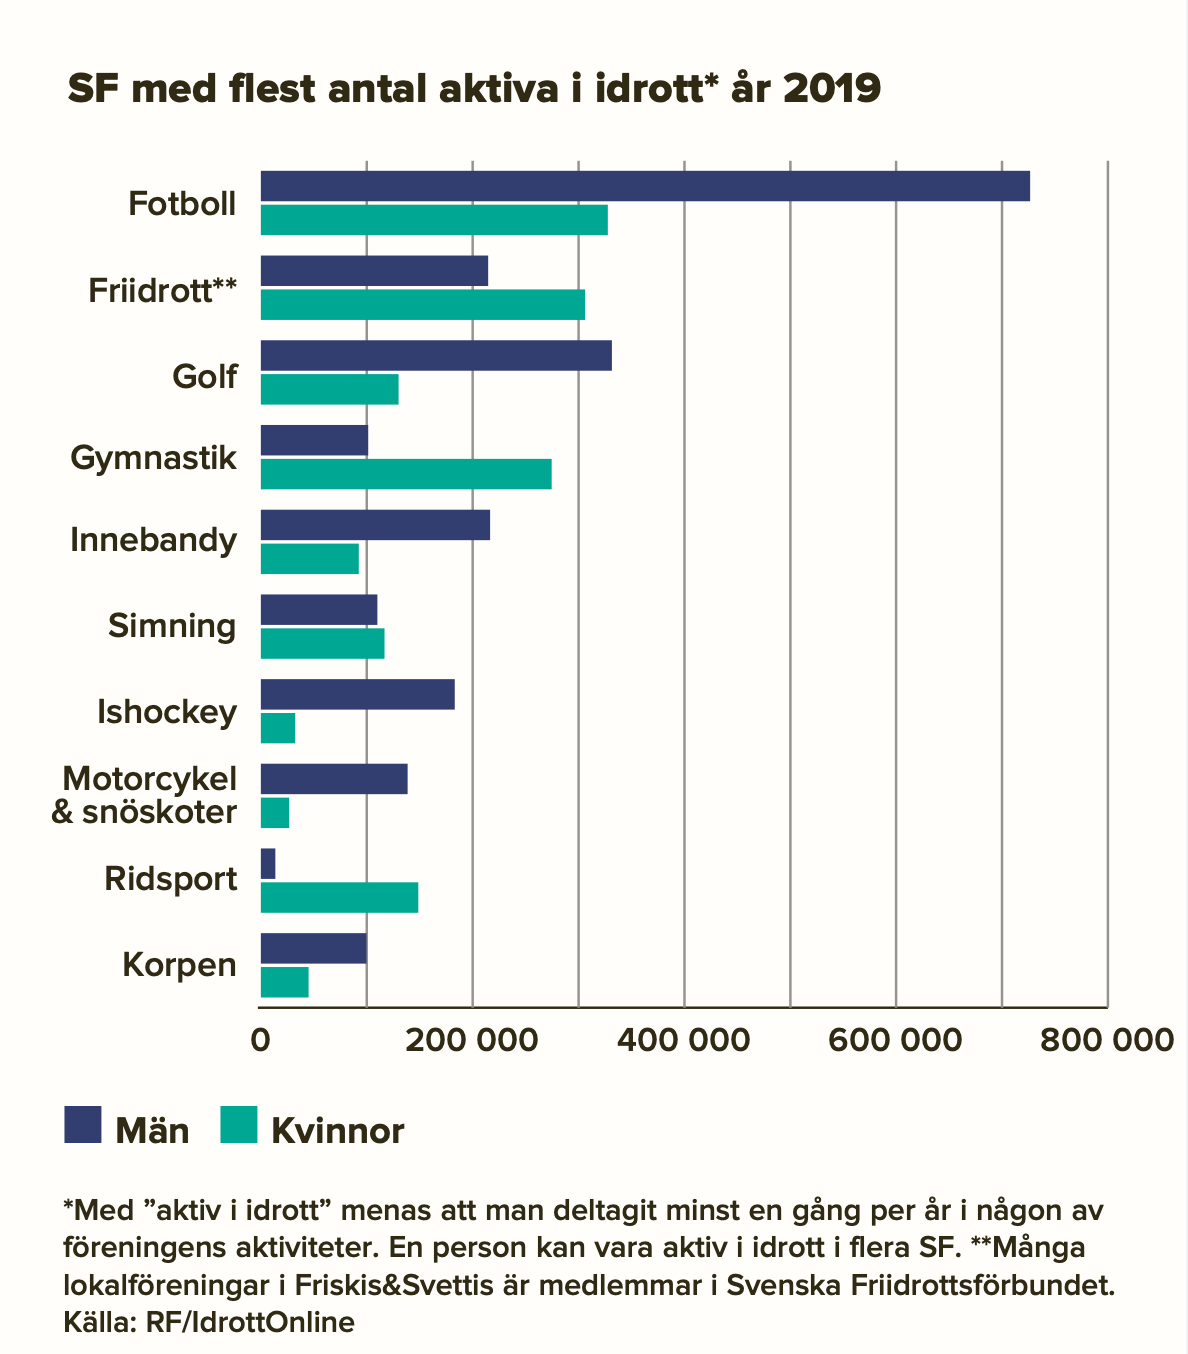 SF med flest antal aktiva i idrott* år 2019
Fotboll
Friidrott**
Golf
Gymnastik
Innebandy
Simning
Ishockey
Motorcykel
& snöskoter
Ridsport
Korpen
0 200 000 400 000 600 000 800 000
Män Kvinnor
*Med ”aktiv i idrott” menas att man deltagit minst en gång per år i någon av
föreningens aktiviteter. En person kan vara aktiv i idrott i flera SF. **Många
lokalföreningar i Friskis&Svettis är medlemmar i Svenska Friidrottsförbundet.
Källa: RF/IdrottOnline